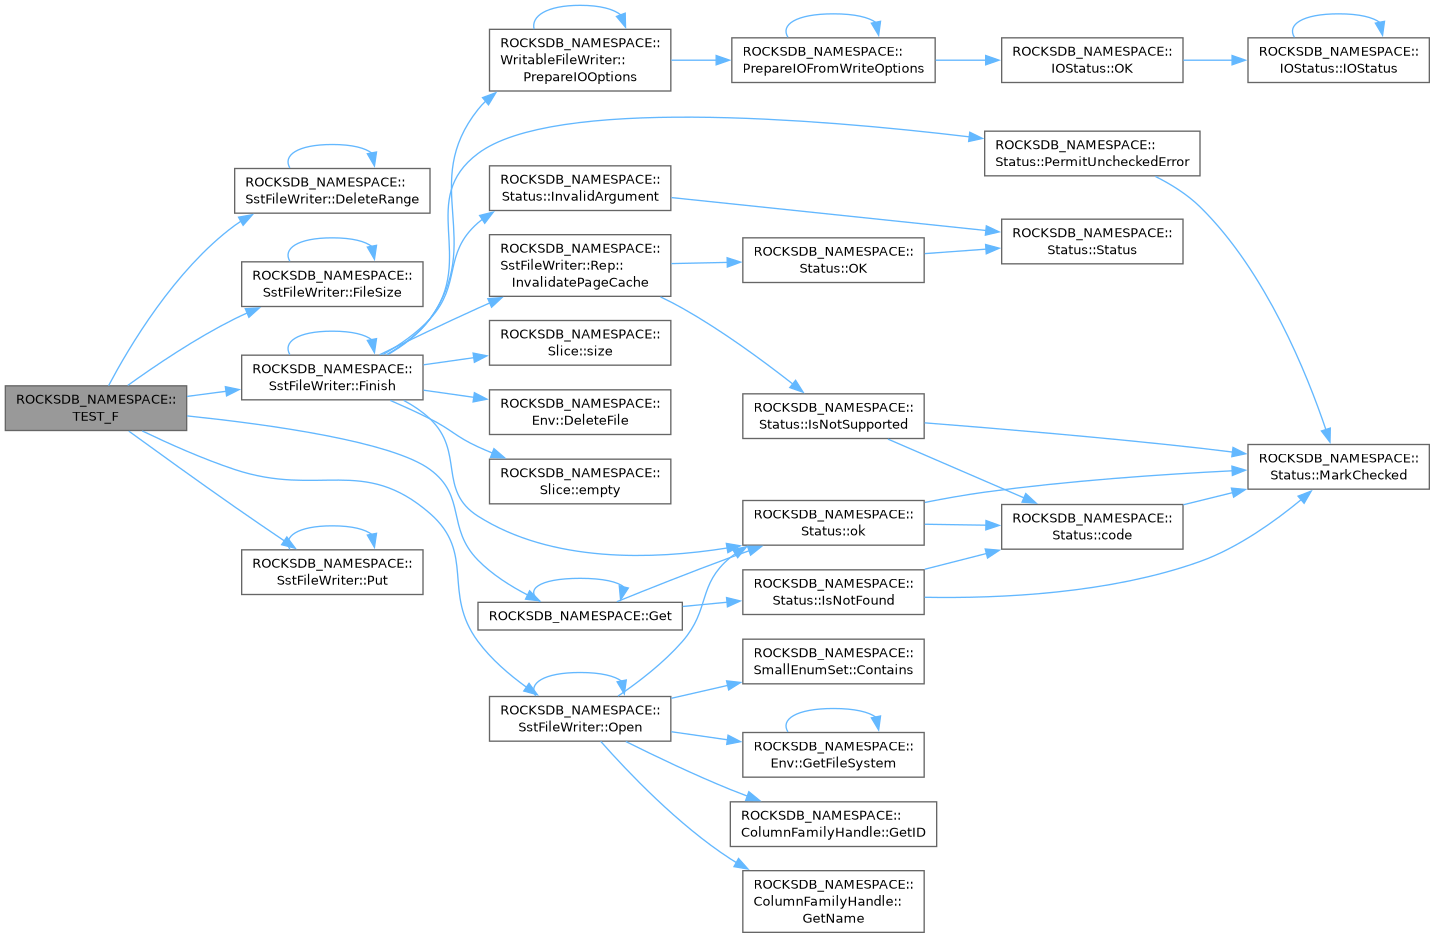 ROCKSDB_NAMESPACE::
TEST_F
ROCKSDB_NAMESPACE::
SstFileWriter::DeleteRange
ROCKSDB_NAMESPACE::
SstFileWriter::FileSize
ROCKSDB_NAMESPACE::
SstFileWriter::Finish
ROCKSDB_NAMESPACE::
SstFileWriter::Put
ROCKSDB_NAMESPACE::
WritableFileWriter::
PrepareIOOptions
ROCKSDB_NAMESPACE::
Status::InvalidArgument
ROCKSDB_NAMESPACE::
SstFileWriter::Rep::
InvalidatePageCache
ROCKSDB_NAMESPACE::
Slice::size
ROCKSDB_NAMESPACE::
Env::DeleteFile
ROCKSDB_NAMESPACE::
Slice::empty
ROCKSDB_NAMESPACE::Get
ROCKSDB_NAMESPACE::
SstFileWriter::Open
ROCKSDB_NAMESPACE::
PrepareIOFromWriteOptions
ROCKSDB_NAMESPACE::
Status::OK
ROCKSDB_NAMESPACE::
Status::IsNotSupported
ROCKSDB_NAMESPACE::
Status::ok
ROCKSDB_NAMESPACE::
Status::IsNotFound
ROCKSDB_NAMESPACE::
SmallEnumSet::Contains
ROCKSDB_NAMESPACE::
Env::GetFileSystem
ROCKSDB_NAMESPACE::
ColumnFamilyHandle::GetID
ROCKSDB_NAMESPACE::
ColumnFamilyHandle::
GetName
ROCKSDB_NAMESPACE::
IOStatus::OK
ROCKSDB_NAMESPACE::
Status::PermitUncheckedError
ROCKSDB_NAMESPACE::
Status::Status
ROCKSDB_NAMESPACE::
Status::code
ROCKSDB_NAMESPACE::
IOStatus::IOStatus
ROCKSDB_NAMESPACE::
Status::MarkChecked